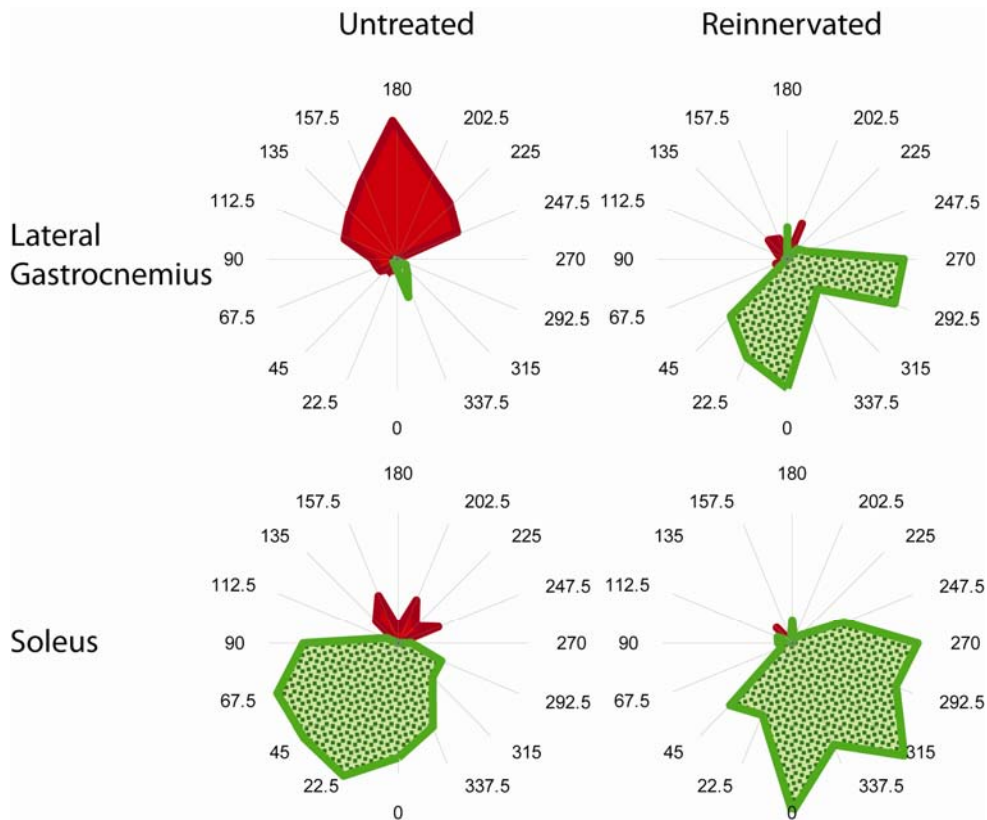 Untreated Reinnervated
180 180
157.5 202.5 157.5 202.5
135 225 135 225
112.5 247.5 112.5 247.5
Lateral
Gastrocnemius
90 270 90 270
67.5 292.5 67.5 292.5
45 315 45 315
22.5 337.5 22.5 337.5
0 0
180 180
157.5 202.5 157.5 202.5
135 225 135 225
112.5 247.5 112.5 247.5
Soleus 90 270 90 270
67.5 292.5 67.5 292.5
45 315 45 315
22.5 337.5 22.5 337.5
0 0